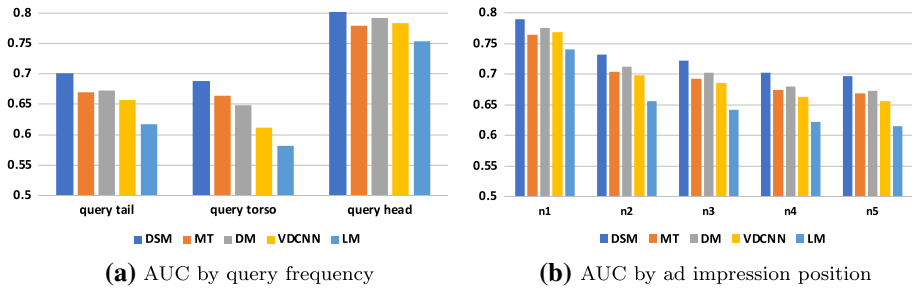 0.8
0.75
0.7
0.65
0.6
0.55
0.5
query tail query torso query head
DSM MT DM VDCNN LM
(a) AUC by query frequency
0.8
0.75
0.7
0.65
0.6
0.55
0.5
n1 n2 n3 n4 n5
DSM MT DM VDCNN LM
(b) AUC by ad impression position